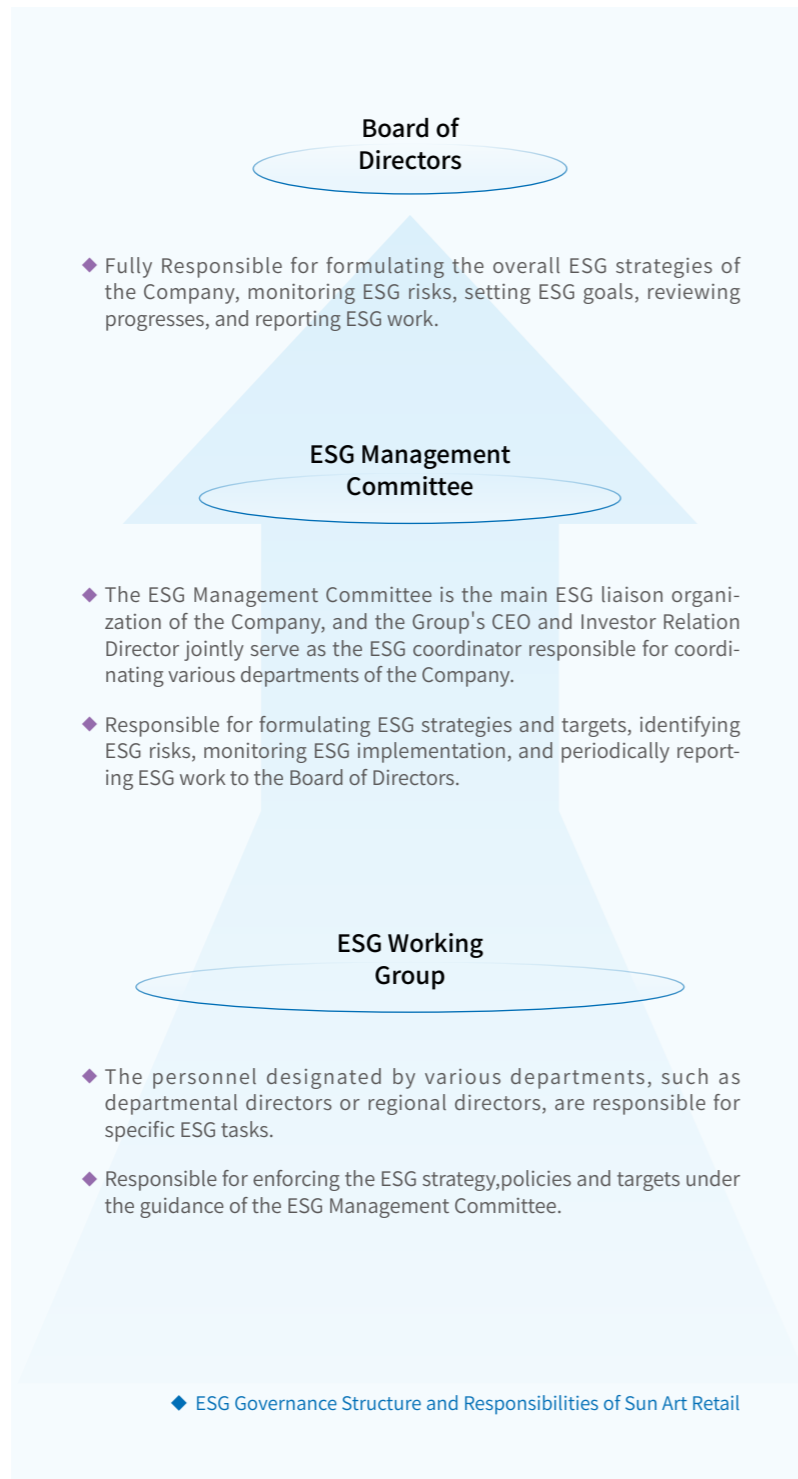 Board of
Directors
◆ Fully Responsible for formulating the overall ESG strategies of
the Company, monitoring ESG risks, setting ESG goals, reviewing
progresses, and reporting ESG work.
ESG Management
Committee
◆ The ESG Management Committee is the main ESG liaison organi-
zation of the Company, and the Group's CEO and Investor Relation
Director jointly serve as the ESG coordinator responsible for coordi-
nating various departments of the Company.
◆ Responsible for formulating ESG strategies and targets, identifying
ESG risks, monitoring ESG implementation, and periodically report-
ing ESG work to the Board of Directors.
ESG Working
Group
◆ The personnel designated by various departments, such as
departmental directors or regional directors, are responsible for
specific ESG tasks.
◆ Responsible for enforcing the ESG strategy,policies and targets under
the guidance of the ESG Management Committee.
◆ ESG Governance Structure and Responsibilities of Sun Art Retail